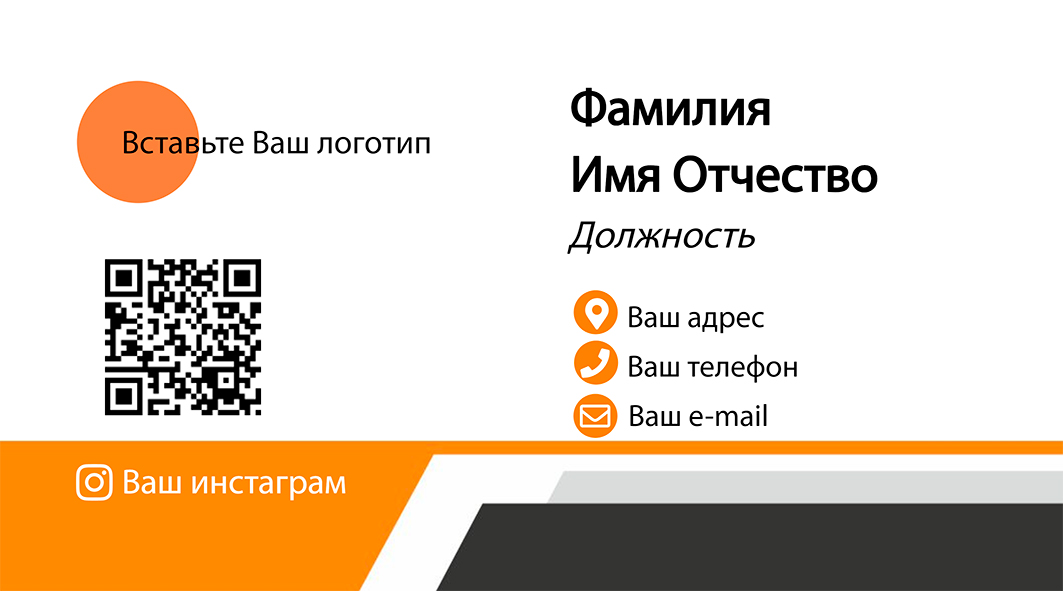 Вставьте Ваш логотип
Фамилия
Имя Отчество
Должность
Ваш адрес
Ваш телефон
Ваш e-mail
Ваш инстаграм